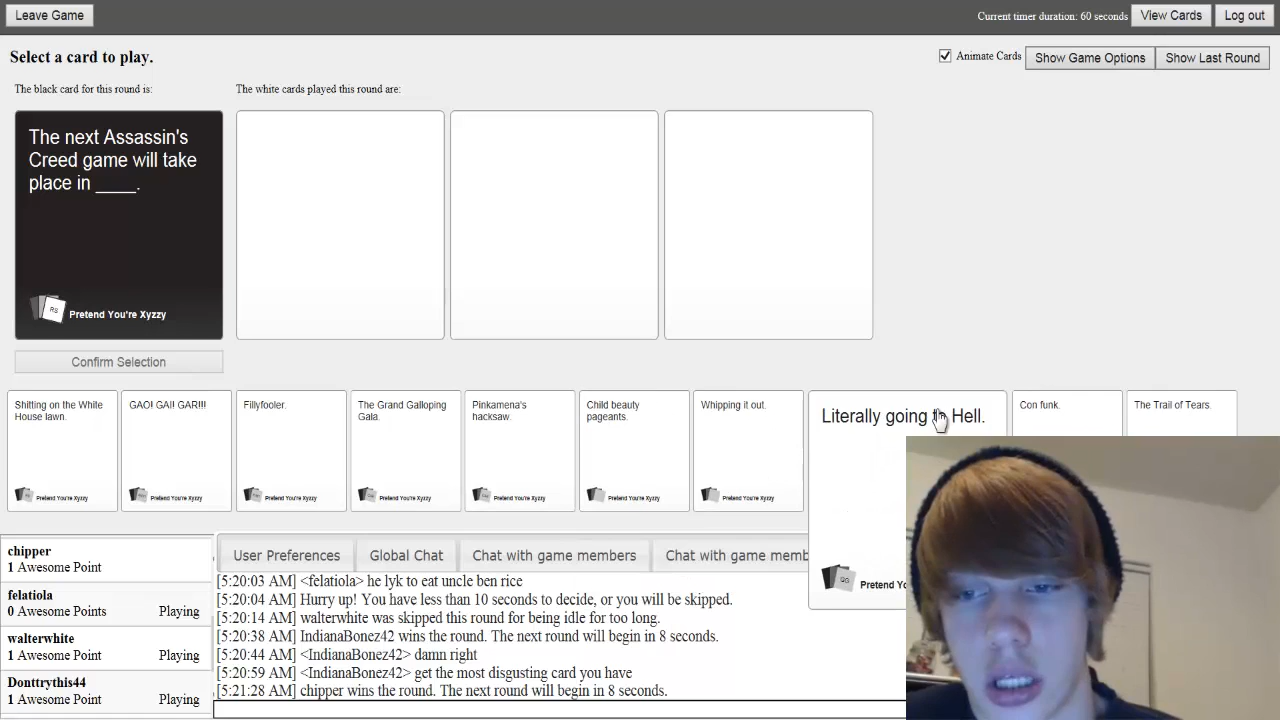 Leave Game
Current timer duration: 60 seconds
View Cards
Log out
Select a card to play.
Animate Cards
Show Game Options
Show Last Round
The black card for this round is:
The white cards played this round are:
The next Assassin's
Creed game will take
place in ____.
RS
Pretend You're Xyzzy
Confirm Selection
Shitting on the White
House lawn.
Pretend You're Xyzzy
GAO! GAI! GAR!!!
Pretend You're Xyzzy
Fillyfooler.
Pretend You're Xyzzy
The Grand Galloping
Gala.
Pretend You're Xyzzy
Pinkamena's
hacksaw.
Pretend You're Xyzzy
Child beauty
pageants.
Pretend You're Xyzzy
Whipping it out.
Pretend You're Xyzzy
Literally going to Hell.
QG
Pretend Yo
Con funk.
The Trail of Tears.
chipper
1 Awesome Point
felatiola
0 Awesome Points Playing
walterwhite
1 Awesome Point Playing
Donttrythis44
1 Awesome Point Playing
User Preferences
Global Chat
Chat with game members
Chat with game memb
[5:20:03 AM] <felatiola> he lyk to eat uncle ben rice
[5:20:04 AM] Hurry up! You have less than 10 seconds to decide, or you will be skipped.
[5:20:14 AM] walterwhite was skipped this round for being idle for too long.
[5:20:38 AM] IndianaBonez42 wins the round. The next round will begin in 8 seconds.
[5:20:44 AM] <IndianaBonez42> damn right
[5:20:59 AM] <IndianaBonez42> get the most disgusting card you have
[5:21:28 AM] chipper wins the round. The next round will begin in 8 seconds.